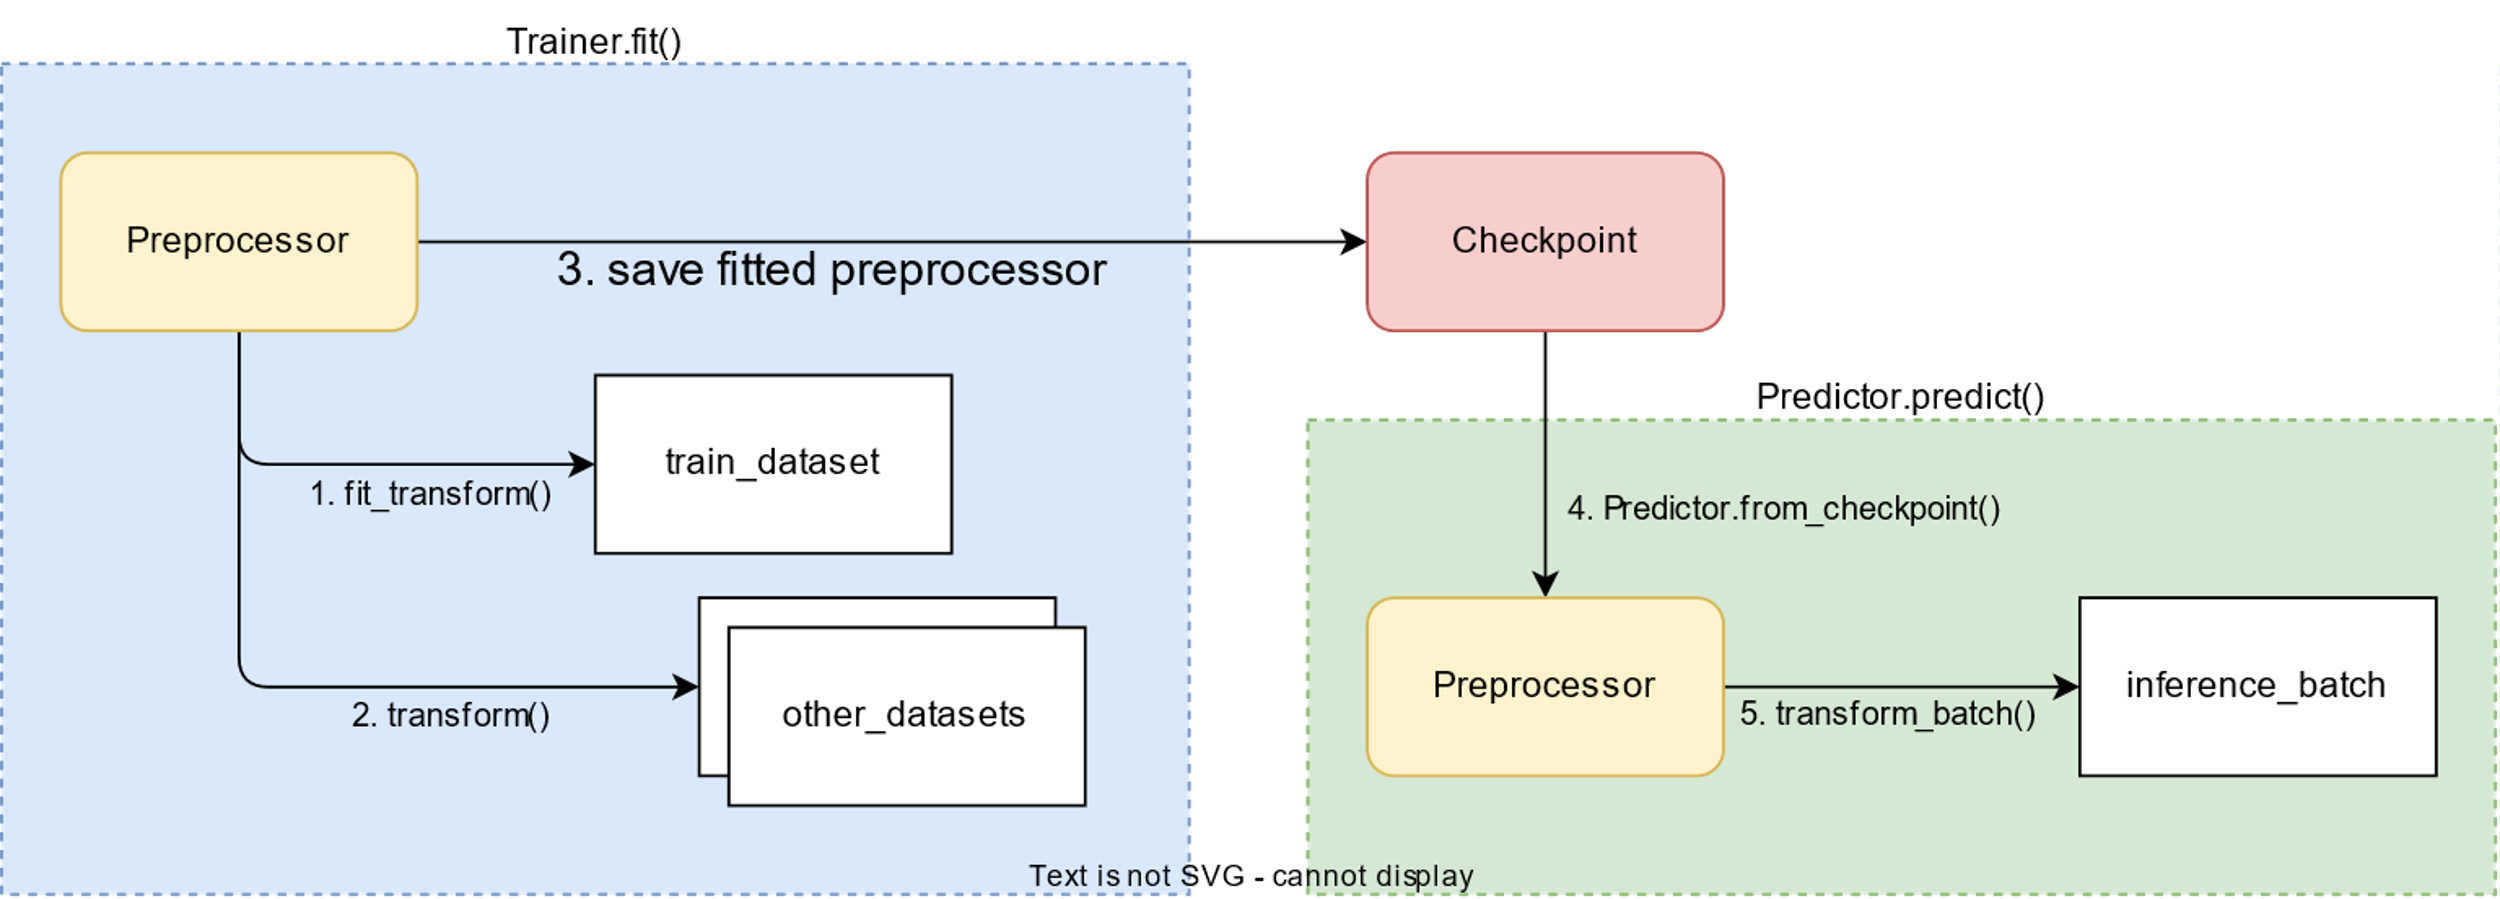 Trainer.fit()
Preprocessor
3. save fitted preprocessor
Checkpoint
train_dataset
1. fit_transform()
other_datasets
2. transform()
Predictor.predict()
4. Predictor.from_checkpoint()
Preprocessor
5. transform_batch()
inference_batch
Text is not SVG - cannot display